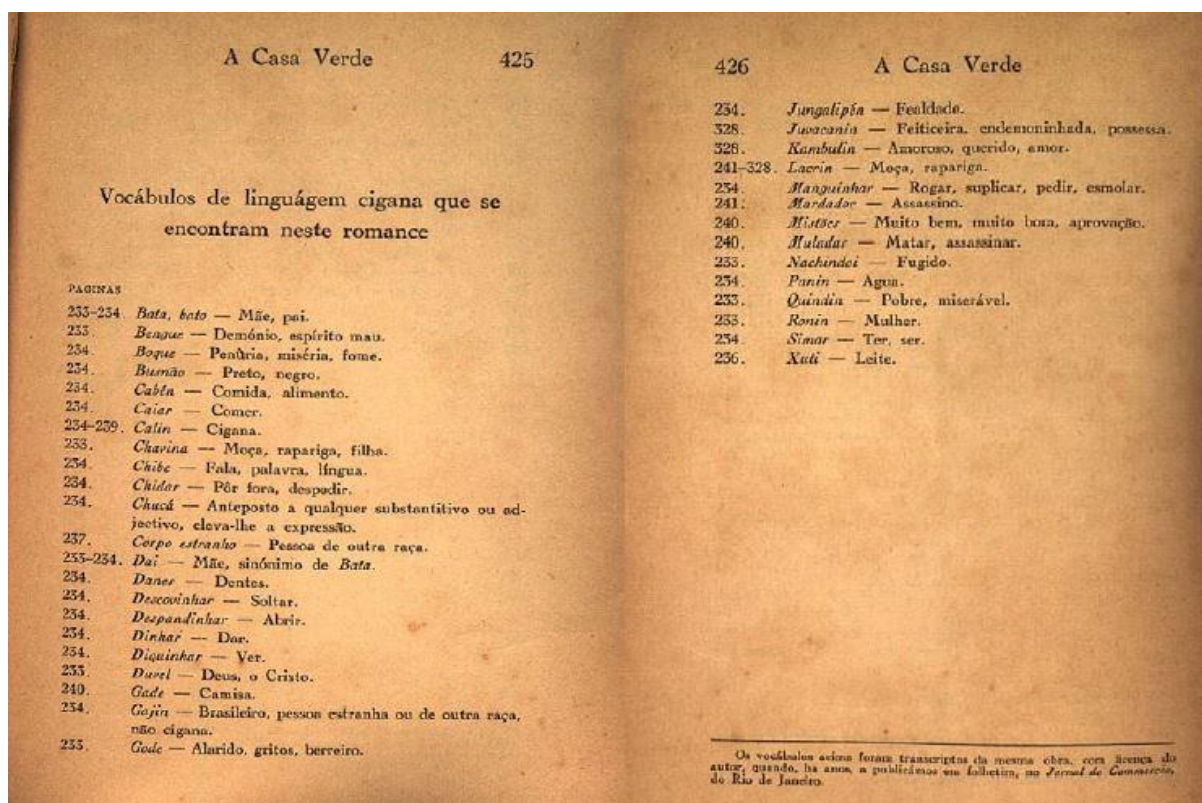 A Casa Verde 425
Vocábulos de linguágem cigana que se
encontram neste romance
PAGINAS
233-234. Bata, bato — Mãe, pai.
233. Bengue — Demónio, espírito mau.
234. Boque — Penúria, miséria, fome.
234. Busnão — Preto, negro.
234. Cabén — Comida, alimento.
234. Caiar — Comer.
234-239. Calin — Cigana.
233. Chavina — Moça, rapariga, filha.
234. Chibe — Fala, palavra, língua.
234. Chidar — Pôr fora, despedir.
234. Chucá — Anteposto a qualquer substantitivo ou ad-
jectivo, eleva-lhe a expressão.
237. Corpo estranho — Pessoa de outra raça.
233-234. Dai — Mãe, sinónimo de Bata.
234. Danes — Dentes.
234. Descovinhar — Soltar.
234. Despandinhar — Abrir.
234. Dinhar — Dar.
234. Diquinhar — Ver.
233. Duvel — Deus, o Cristo.
240. Gade — Camisa.
234. Gajin — Brasileiro, pessoa estranha ou de outra raça,
não cigana.
233. Gode — Alarido, gritos, berreiro.
426 A Casa Verde
234. Jungalipén — Fealdade.
328. Juvacanin — Feiticeira, endemoninhada, possessa.
328. Kambulin — Amoroso, querido, amor.
241-328. Lacrin — Moça, rapariga.
234. Manguinhar — Rogar, suplicar, pedir, esmolar.
241. Mardador — Assassino.
240. Mistões — Muito bem, muito bom, aprovação.
240. Muladar — Matar, assassinar.
233. Nachindoi — Fugido.
234. Panin — Agua.
233. Quindin — Pobre, miserável.
233. Ronin — Mulher.
234. Simar — Ter, ser.
236. Xuti — Leite.
Os vocábulos acima foram transcriptos da mesma obra, com licença do
autor, quando, ha anos, a publicámos em folhetim, no Jornal do Commercio,
do Rio de Janeiro.